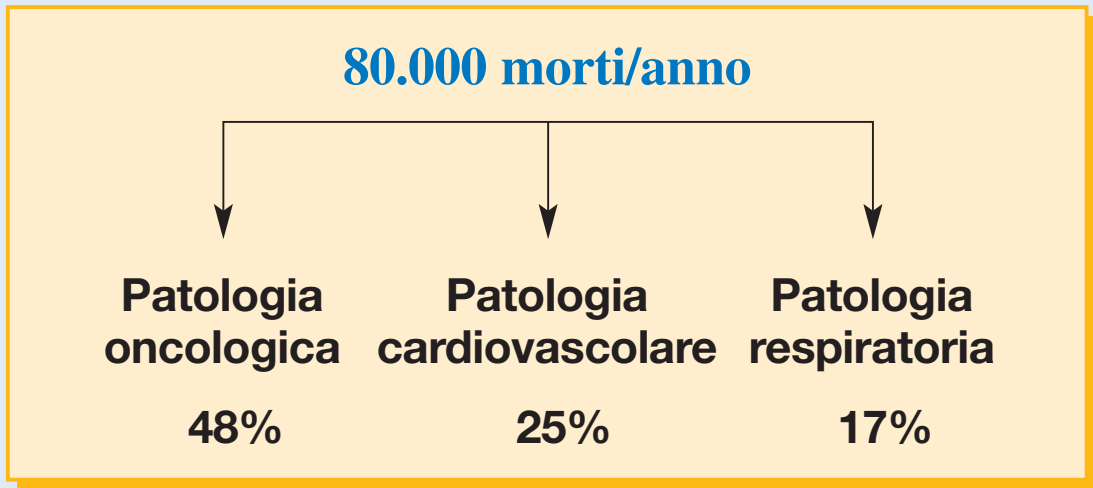 80.000 morti/anno
Patologia oncologica
48%
Patologia cardiovascolare
25%
Patologia respiratoria
17%